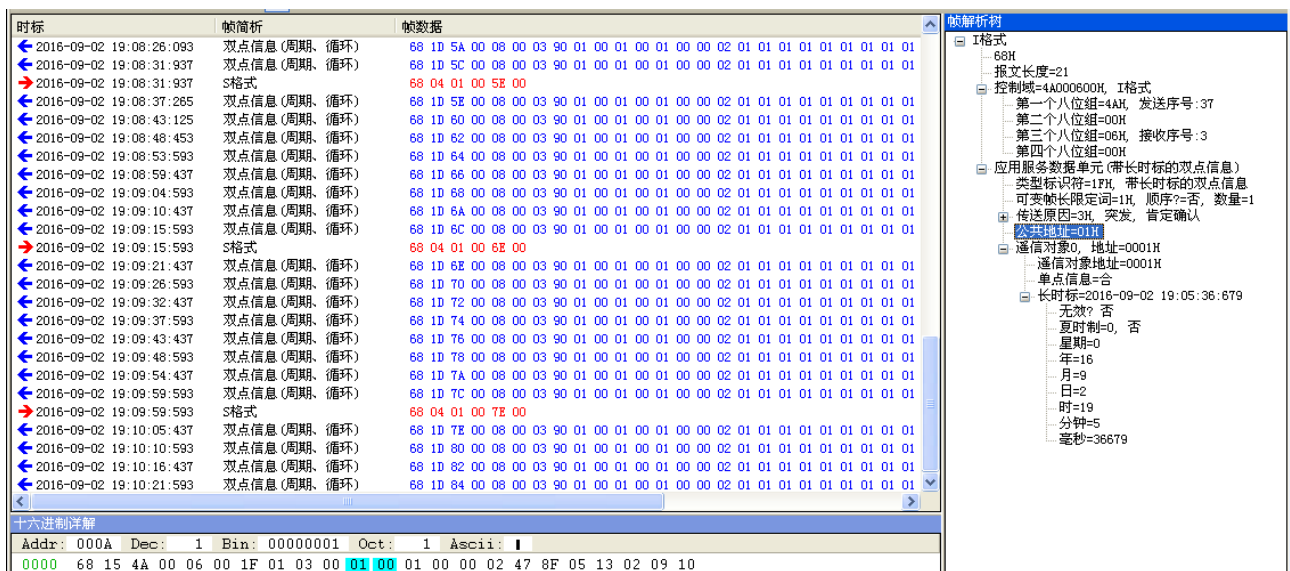 时标 帧简析 帧数据
2016-09-02 19:08:26:093 双点信息(周期、循环) 68 1D 5A 00 08 00 03 90 01 00 01 00 01 00 00 02 01 01 01 01 01 01 01 01
2016-09-02 19:08:31:937 双点信息(周期、循环) 68 1D 5C 00 08 00 03 90 01 00 01 00 01 00 00 02 01 01 01 01 01 01 01 01
2016-09-02 19:08:31:937 S格式 68 04 01 00 5E 00
2016-09-02 19:08:37:265 双点信息(周期、循环) 68 1D 5E 00 08 00 03 90 01 00 01 00 01 00 00 02 01 01 01 01 01 01 01 01
2016-09-02 19:08:43:125 双点信息(周期、循环) 68 1D 60 00 08 00 03 90 01 00 01 00 01 00 00 02 01 01 01 01 01 01 01 01
2016-09-02 19:08:48:453 双点信息(周期、循环) 68 1D 62 00 08 00 03 90 01 00 01 00 01 00 00 02 01 01 01 01 01 01 01 01
2016-09-02 19:08:53:593 双点信息(周期、循环) 68 1D 64 00 08 00 03 90 01 00 01 00 01 00 00 02 01 01 01 01 01 01 01 01
2016-09-02 19:08:59:437 双点信息(周期、循环) 68 1D 66 00 08 00 03 90 01 00 01 00 01 00 00 02 01 01 01 01 01 01 01 01
2016-09-02 19:09:04:593 双点信息(周期、循环) 68 1D 68 00 08 00 03 90 01 00 01 00 01 00 00 02 01 01 01 01 01 01 01 01
2016-09-02 19:09:10:437 双点信息(周期、循环) 68 1D 6A 00 08 00 03 90 01 00 01 00 01 00 00 02 01 01 01 01 01 01 01 01
2016-09-02 19:09:15:593 双点信息(周期、循环) 68 1D 6C 00 08 00 03 90 01 00 01 00 01 00 00 02 01 01 01 01 01 01 01 01
2016-09-02 19:09:15:593 S格式 68 04 01 00 6E 00
2016-09-02 19:09:21:437 双点信息(周期、循环) 68 1D 6E 00 08 00 03 90 01 00 01 00 01 00 00 02 01 01 01 01 01 01 01 01
2016-09-02 19:09:26:593 双点信息(周期、循环) 68 1D 70 00 08 00 03 90 01 00 01 00 01 00 00 02 01 01 01 01 01 01 01 01
2016-09-02 19:09:32:437 双点信息(周期、循环) 68 1D 72 00 08 00 03 90 01 00 01 00 01 00 00 02 01 01 01 01 01 01 01 01
2016-09-02 19:09:37:593 双点信息(周期、循环) 68 1D 74 00 08 00 03 90 01 00 01 00 01 00 00 02 01 01 01 01 01 01 01 01
2016-09-02 19:09:43:437 双点信息(周期、循环) 68 1D 76 00 08 00 03 90 01 00 01 00 01 00 00 02 01 01 01 01 01 01 01 01
2016-09-02 19:09:48:593 双点信息(周期、循环) 68 1D 78 00 08 00 03 90 01 00 01 00 01 00 00 02 01 01 01 01 01 01 01 01
2016-09-02 19:09:54:437 双点信息(周期、循环) 68 1D 7A 00 08 00 03 90 01 00 01 00 01 00 00 02 01 01 01 01 01 01 01 01
2016-09-02 19:09:59:593 双点信息(周期、循环) 68 1D 7C 00 08 00 03 90 01 00 01 00 01 00 00 02 01 01 01 01 01 01 01 01
2016-09-02 19:09:59:593 S格式 68 04 01 00 7E 00
2016-09-02 19:10:05:437 双点信息(周期、循环) 68 1D 7E 00 08 00 03 90 01 00 01 00 01 00 00 02 01 01 01 01 01 01 01 01
2016-09-02 19:10:10:593 双点信息(周期、循环) 68 1D 80 00 08 00 03 90 01 00 01 00 01 00 00 02 01 01 01 01 01 01 01 01
2016-09-02 19:10:16:437 双点信息(周期、循环) 68 1D 82 00 08 00 03 90 01 00 01 00 01 00 00 02 01 01 01 01 01 01 01 01
2016-09-02 19:10:21:593 双点信息(周期、循环) 68 1D 84 00 08 00 03 90 01 00 01 00 01 00 00 02 01 01 01 01 01 01 01 01
十六进制详解
Addr: 000A Dec: 1 Bin: 00000001 Oct: 1 Ascii:
0000 68 15 4A 00 06 00 1F 01 03 00 01 00 01 00 00 02 47 8F 05 13 02 09 10
帧解析树
I格式
68H
报文长度=21
控制域=4A000600H, I格式
第一个八位组=4AH, 发送序号:37
第二个八位组=00H
第三个八位组=06H, 接收序号:3
第四个八位组=00H
应用服务数据单元(带长时标的双点信息)
类型标识符=1FH, 带长时标的双点信息
可变帧长限定词=1H, 顺序?=否, 数量=1
传送原因=3H, 突发, 肯定确认
公共地址=01H
遥信对象0, 地址=0001H
遥信对象地址=0001H
单点信息=合
长时标=2016-09-02 19:05:36:679
无效? 否
夏时制=0, 否
星期=0
年=16
月=9
日=2
时=19
分钟=5
毫秒=36679